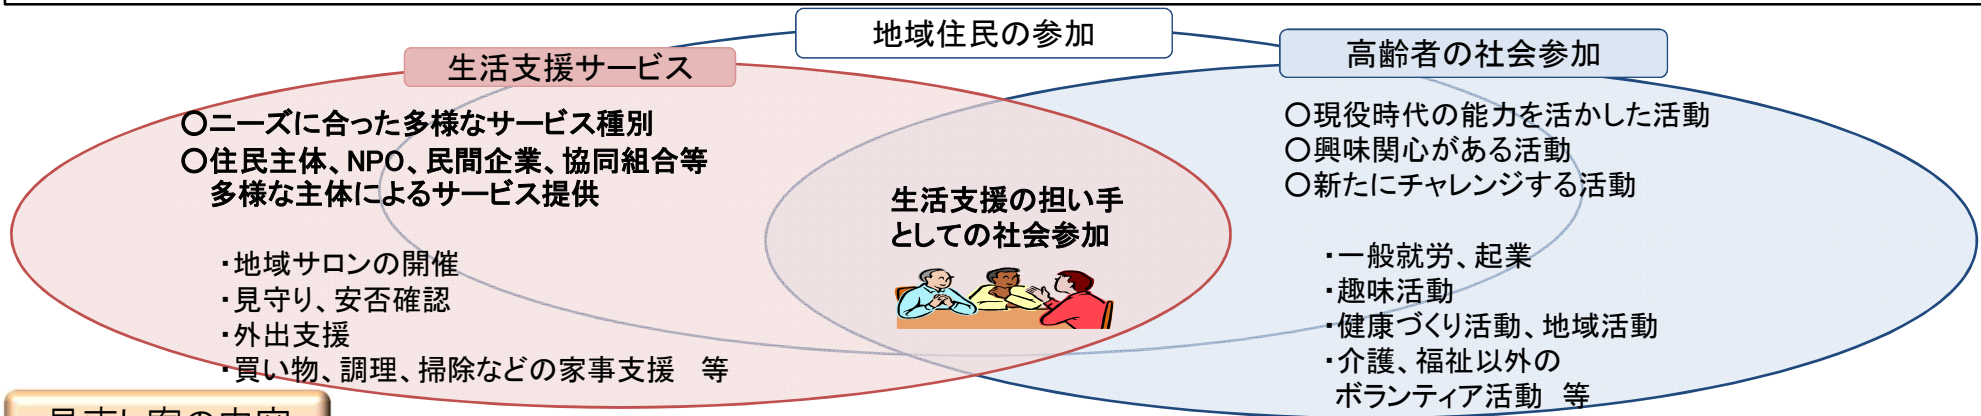 地域住民の参加
生活支援サービス
高齢者の社会参加
○ニーズに合った多様なサービス種別
○住民主体、NPO、民間企業、協同組合等
多様な主体によるサービス提供
・地域サロンの開催
・見守り、安否確認
・外出支援
・買い物、調理、掃除などの家事支援　等
生活支援の担い手
としての社会参加
○現役時代の能力を活かした活動
○興味関心がある活動
○新たにチャレンジする活動
・一般就労、起業
・趣味活動
・健康づくり活動、地域活動
・介護、福祉以外の
ボランティア活動　等